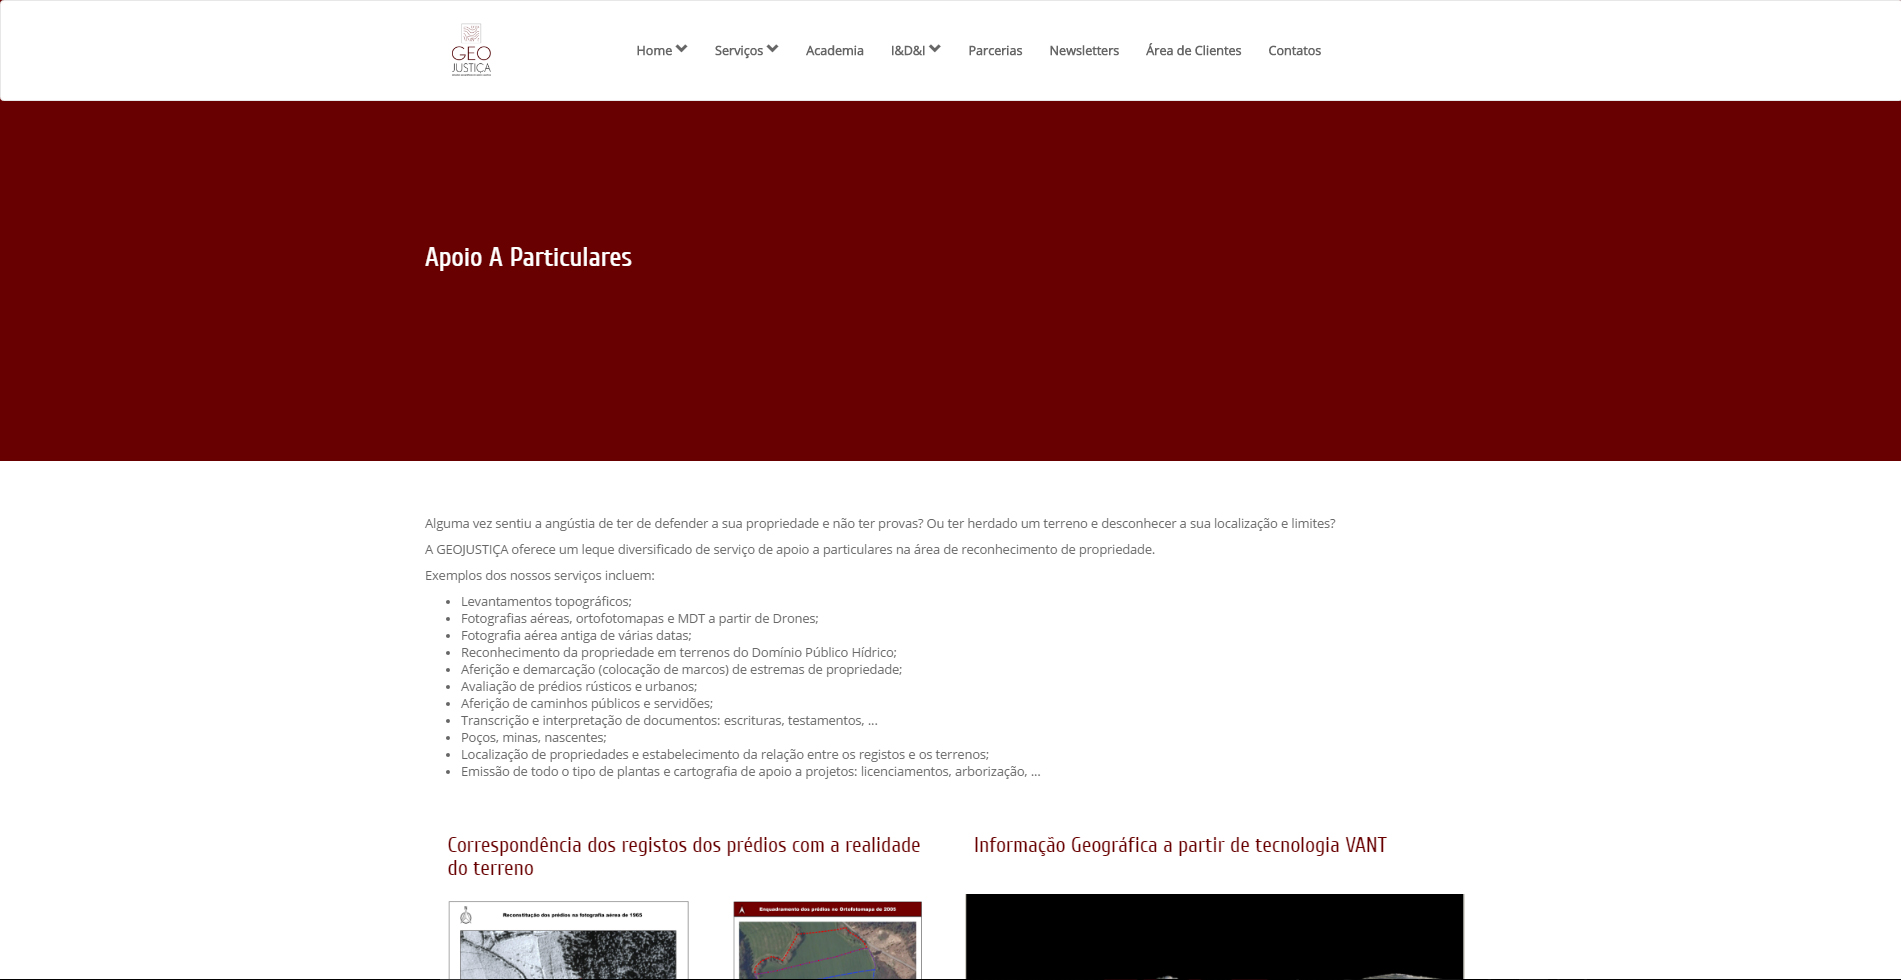 GEO
JUSTIÇA
Home
Serviços
Academia
I&D&I
Parcerias
Newsletters
Área de Clientes
Contatos
Apoio A Particulares
Alguma vez sentiu a angústia de ter de defender a sua propriedade e não ter provas? Ou ter herdado um terreno e desconhecer a sua localização e limites?
A GEOJUSTIÇA oferece um leque diversificado de serviço de apoio a particulares na área de reconhecimento de propriedade.
Exemplos dos nossos serviços incluem:
Levantamentos topográficos;
Fotografias aéreas, ortofotomapas e MDT a partir de Drones;
Fotografia aérea antiga de várias datas;
Reconhecimento da propriedade em terrenos do Domínio Público Hídrico;
Aferição e demarcação (colocação de marcos) de estremas de propriedade;
Avaliação de prédios rústicos e urbanos;
Aferição de caminhos públicos e servidões;
Transcrição e interpretação de documentos: escrituras, testamentos, ...
Poços, minas, nascentes;
Localização de propriedades e estabelecimento da relação entre os registos e os terrenos;
Emissão de todo o tipo de plantas e cartografia de apoio a projetos: licenciamentos, arborização, ...
Correspondência dos registos dos prédios com a realidade
do terreno
Informação Geográfica a partir de tecnologia VANT
Reconstituição dos prédios na fotografia aérea de 1965
Enquadramento dos prédios no Ortofotomapa de 2005